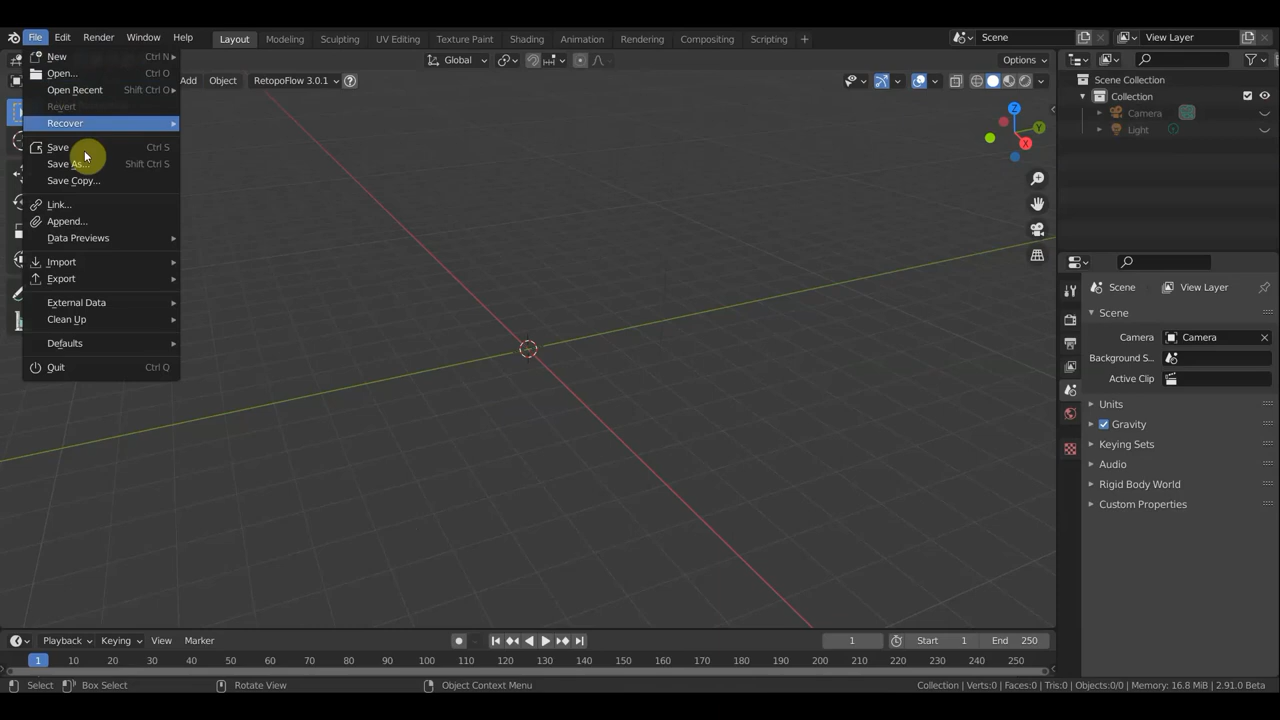 File Edit Render Window Help Layout Modeling Sculpting UV Editing Texture Paint Shading Animation Rendering Compositing Scripting + Scene View Layer
Global Options
Add Object RetopoFlow 3.0.1
New Ctrl N
Open... Ctrl O
Open Recent Shift Ctrl O
Revert
Recover
Save Ctrl S
Save As... Shift Ctrl S
Save Copy...
Link...
Append...
Data Previews
Import
Export
External Data
Clean Up
Defaults
Quit Ctrl Q
Z
Y
X
Scene Collection
Collection
Camera
Light
Scene View Layer
Scene
Camera Camera
Background S...
Active Clip
Units
Gravity
Keying Sets
Audio
Rigid Body World
Custom Properties
Playback Keying View Marker 1 Start 1 End 250
1 10 20 30 40 50 60 70 80 90 100 110 120 130 140 150 160 170 180 190 200 210 220 230 240 250
Select Box Select Rotate View Object Context Menu Collection | Verts:0 | Faces:0 | Tris:0 | Objects:0/0 | Memory: 16.8 MiB | 2.91.0 Beta